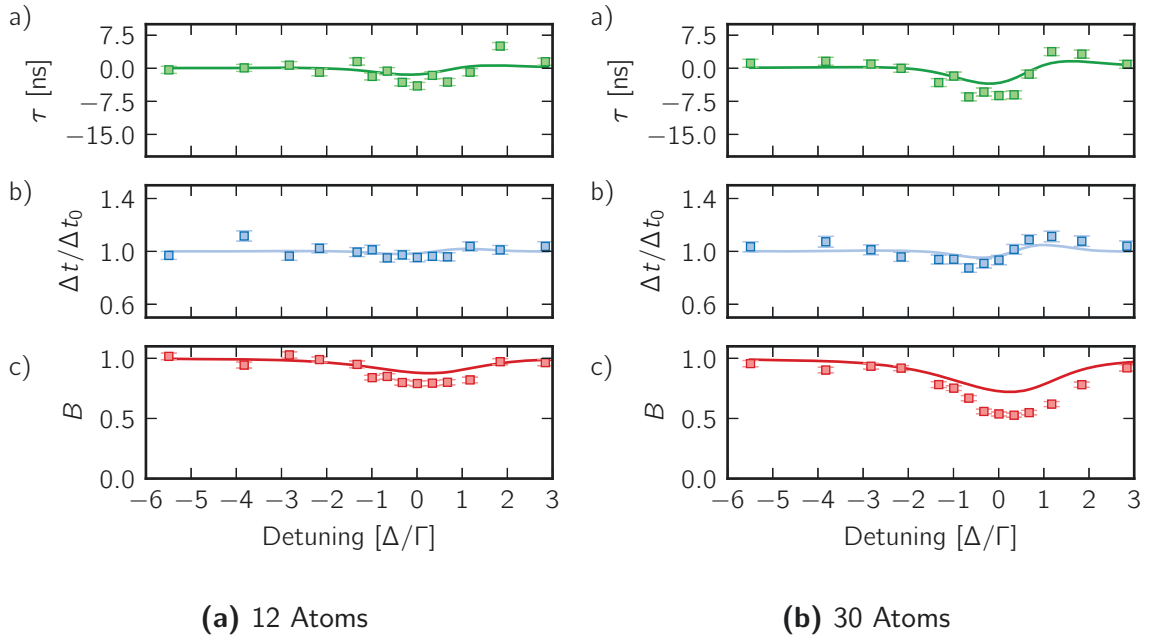 a)
7.5
0.0
−7.5
−15.0
τ [ns]
b)
1.4
1.0
0.6
Δt/Δt₀
c)
1.0
0.5
0.0
B
−6 −5 −4 −3 −2 −1 0 1 2 3
Detuning [Δ/Γ]
(a) 12 Atoms
a)
7.5
0.0
−7.5
−15.0
τ [ns]
b)
1.4
1.0
0.6
Δt/Δt₀
c)
1.0
0.5
0.0
B
−6 −5 −4 −3 −2 −1 0 1 2 3
Detuning [Δ/Γ]
(b) 30 Atoms